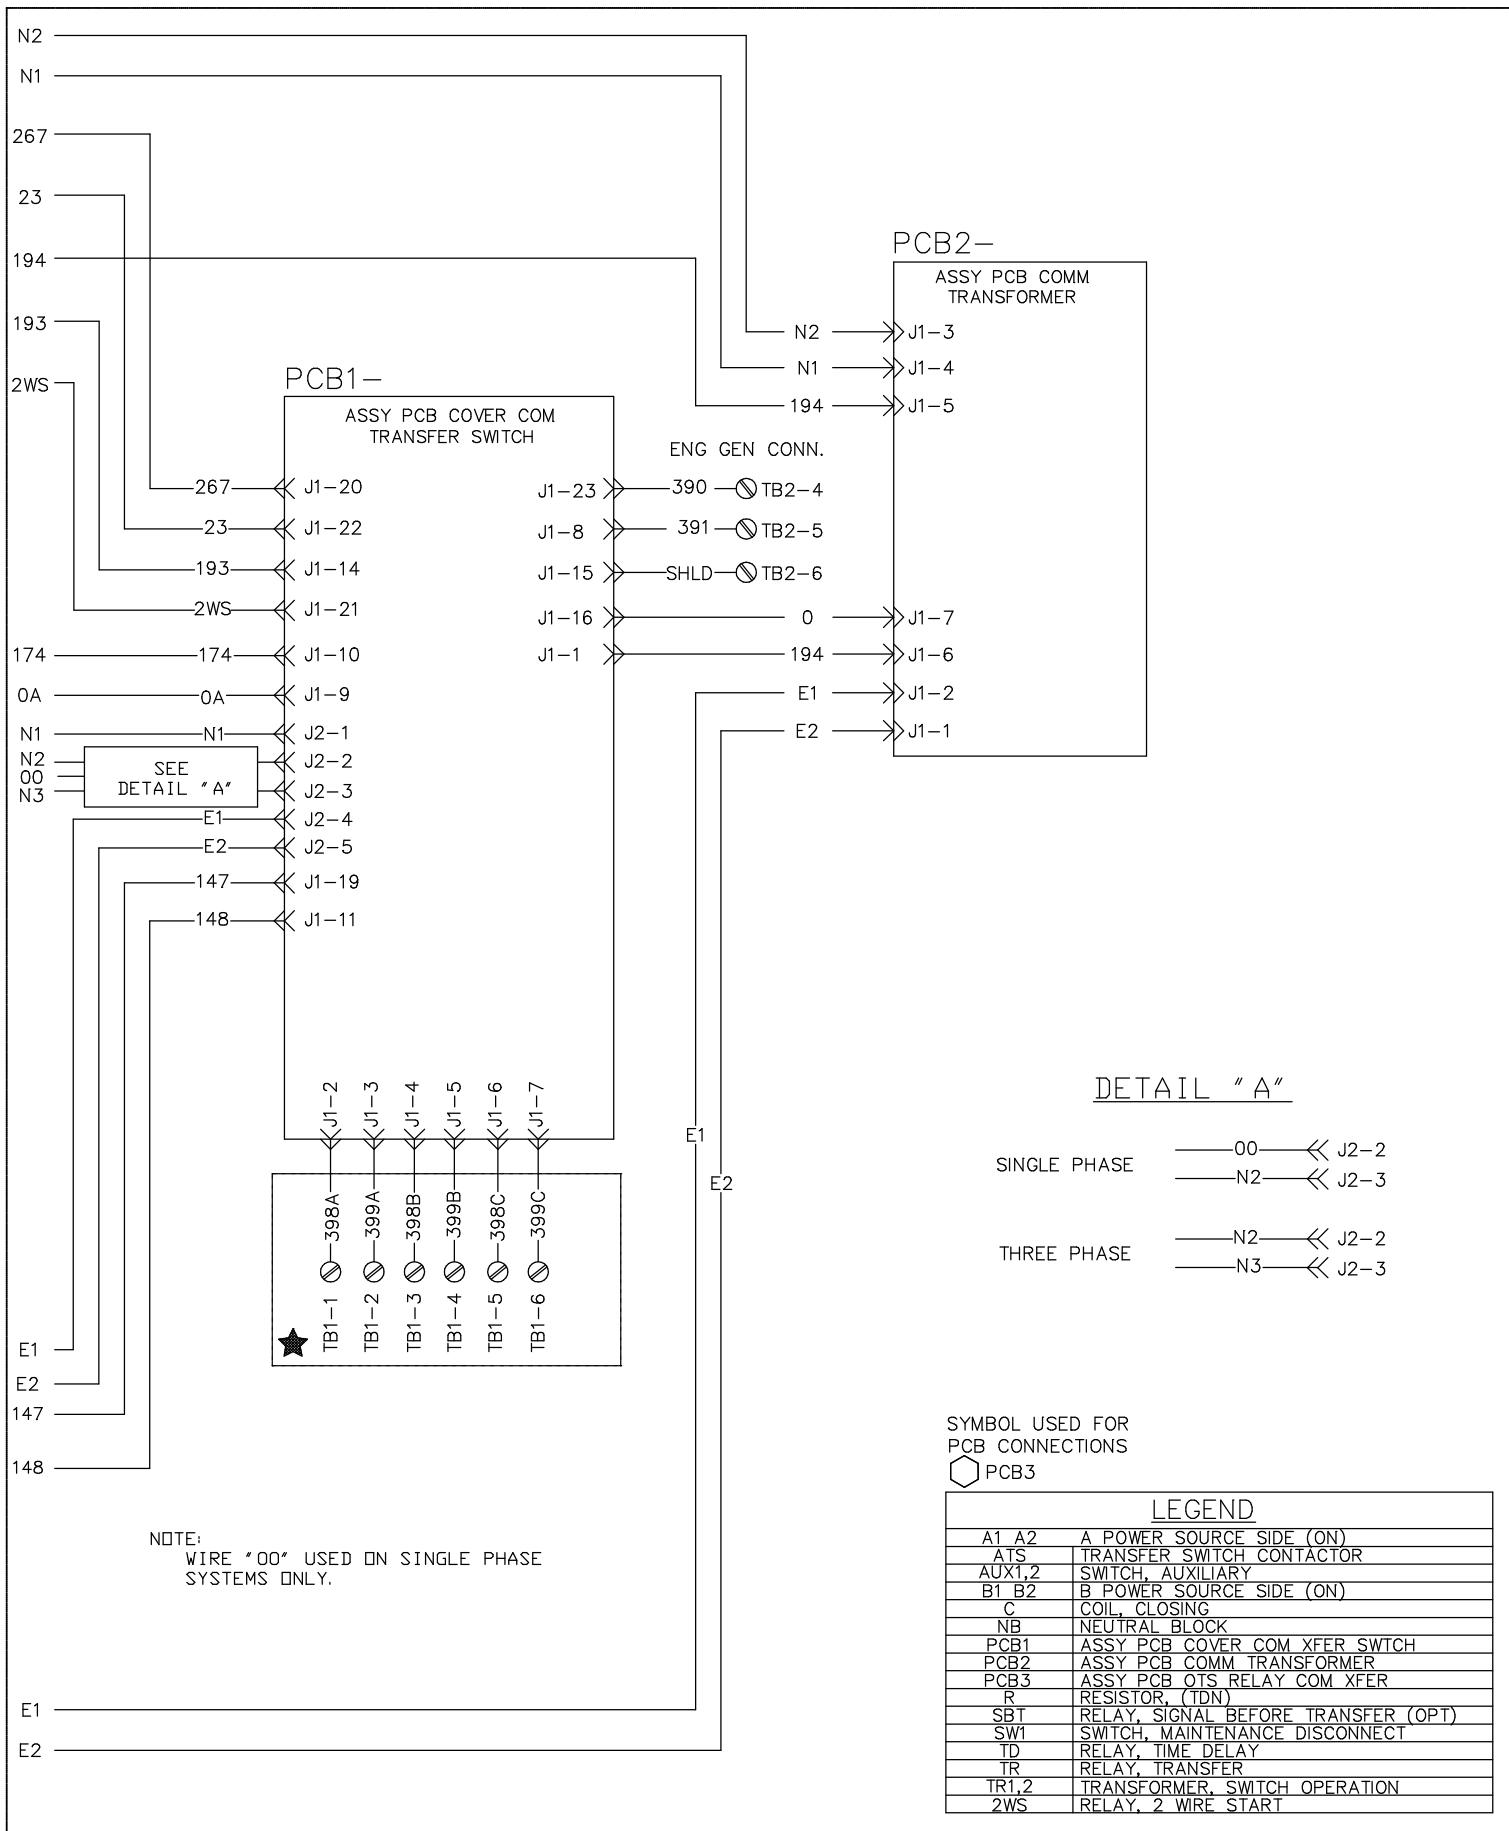 N2
N1
267
23
194
193
2WS
174
0A
N1
N2
00
N3
E1
E2
147
148
E1
E2
PCB1-
ASSY PCB COVER COM
TRANSFER SWITCH
267 J1-20
23 J1-22
193 J1-14
2WS J1-21
174 J1-10
0A J1-9
N1 J2-1
SEE
DETAIL "A"
J2-2
J2-3
E1 J2-4
E2 J2-5
147 J1-19
148 J1-11
ENG GEN CONN.
J1-23 390 TB2-4
J1-8 391 TB2-5
J1-15 SHLD TB2-6
J1-16 0 J1-7
J1-1 194 J1-6
E1 J1-2
E2 J1-1
PCB2-
ASSY PCB COMM
TRANSFORMER
N2 J1-3
N1 J1-4
194 J1-5
E1
E2
J1-2
J1-3
J1-4
J1-5
J1-6
J1-7
398A
399A
398B
399B
398C
399C
TB1-1
TB1-2
TB1-3
TB1-4
TB1-5
TB1-6
DETAIL "A"
SINGLE PHASE
00 J2-2
N2 J2-3
THREE PHASE
N2 J2-2
N3 J2-3
NOTE:
WIRE "00" USED ON SINGLE PHASE
SYSTEMS ONLY.
SYMBOL USED FOR
PCB CONNECTIONS
PCB3
LEGEND
A1 A2 A POWER SOURCE SIDE (ON)
ATS TRANSFER SWITCH CONTACTOR
AUX1,2 SWITCH, AUXILIARY
B1 B2 B POWER SOURCE SIDE (ON)
C COIL, CLOSING
NB NEUTRAL BLOCK
PCB1 ASSY PCB COVER COM XFER SWTCH
PCB2 ASSY PCB COMM TRANSFORMER
PCB3 ASSY PCB OTS RELAY COM XFER
R RESISTOR, (TDN)
SBT RELAY, SIGNAL BEFORE TRANSFER (OPT)
SW1 SWITCH, MAINTENANCE DISCONNECT
TD RELAY, TIME DELAY
TR RELAY, TRANSFER
TR1,2 TRANSFORMER, SWITCH OPERATION
2WS RELAY, 2 WIRE START